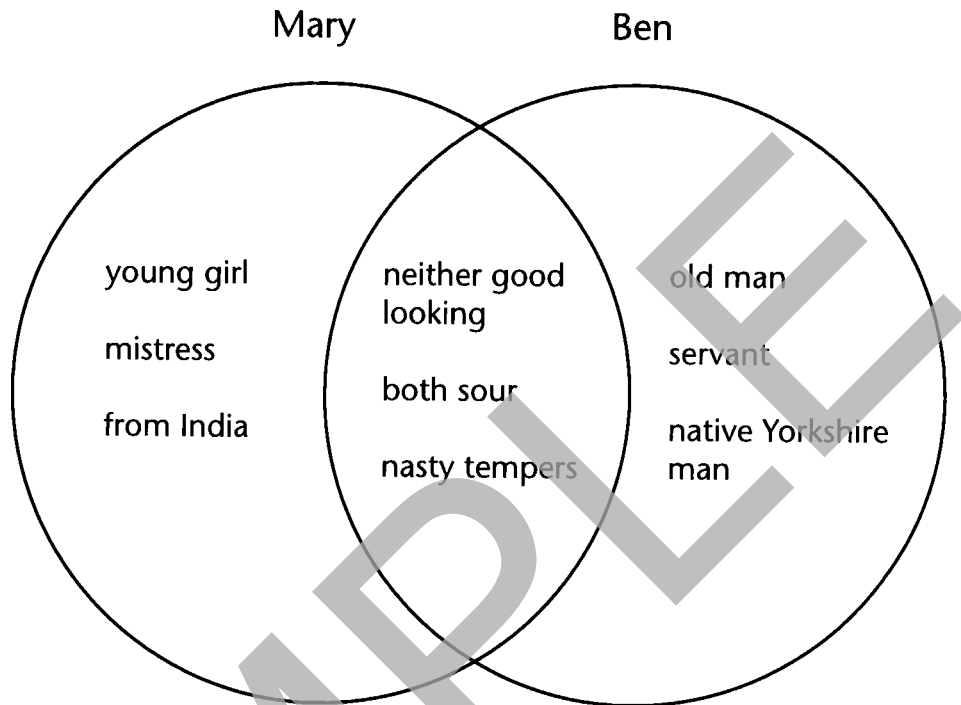 Mary
Ben
young girl
mistress
from India
neither good
looking
both sour
nasty tempers
old man
servant
native Yorkshire
man
MPLE